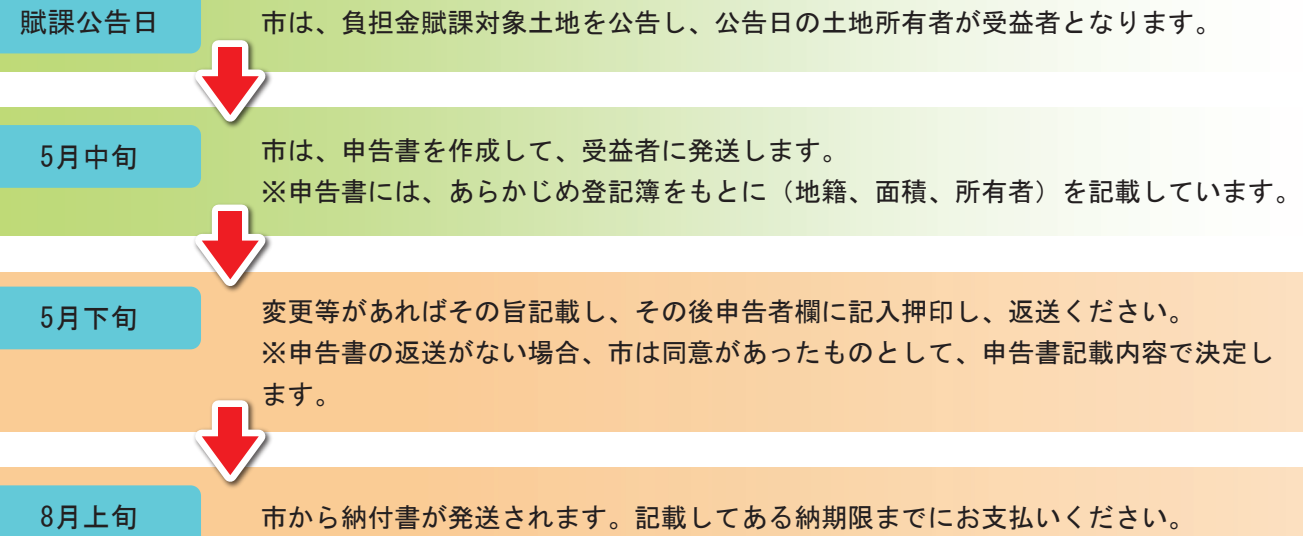 賦課公告日
市は、負担金賦課対象土地を公告し、公告日の土地所有者が受益者となります。
5月中旬
市は、申告書を作成して、受益者に発送します。
※申告書には、あらかじめ登記簿をもとに（地籍、面積、所有者）を記載しています。
5月下旬
変更等があればその旨記載し、その後申告者欄に記入押印し、返送ください。
※申告書の返送がない場合、市は同意があったものとして、申告書記載内容で決定し
ます。
8月上旬
市から納付書が発送されます。記載してある納期限までにお支払いください。